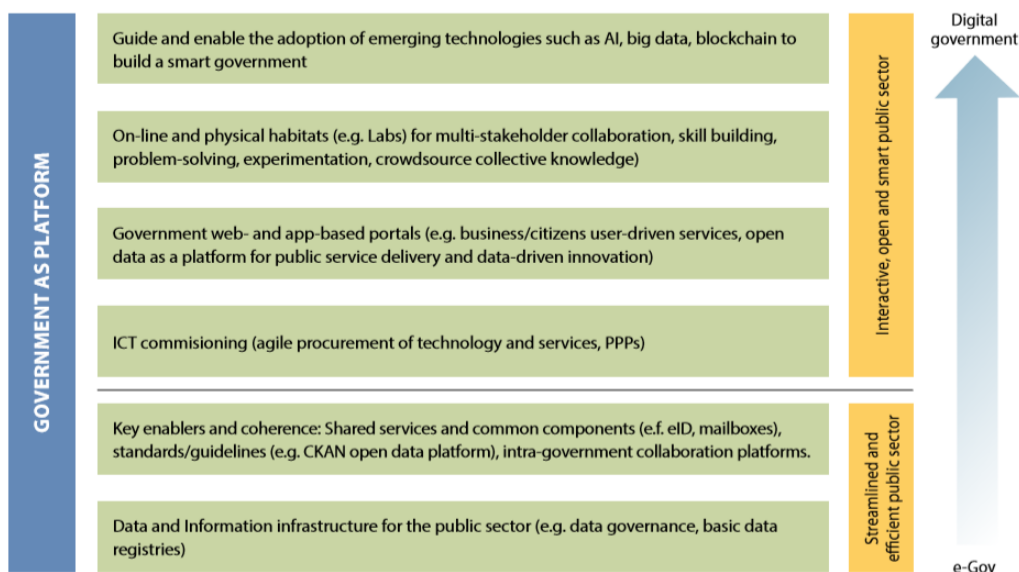 GOVERNMENT AS PLATFORM
Guide and enable the adoption of emerging technologies such as AI, big data, blockchain to
build a smart government
On-line and physical habitats (e.g. Labs) for multi-stakeholder collaboration, skill building,
problem-solving, experimentation, crowdsource collective knowledge)
Government web- and app-based portals (e.g. business/citizens user-driven services, open
data as a platform for public service delivery and data-driven innovation)
ICT commisioning (agile procurement of technology and services, PPPs)
Key enablers and coherence: Shared services and common components (e.f. eID, mailboxes),
standards/guidelines (e.g. CKAN open data platform), intra-government collaboration platforms.
Data and Information infrastructure for the public sector (e.g. data governance, basic data
registries)
Interactive, open and smart public sector
Streamlined and
efficient public sector
Digital
government
e-Gov